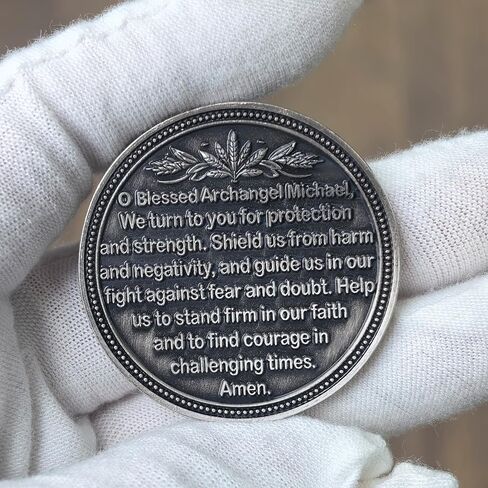 O Blessed Archangel Michael,
We turn to you for protection
and strength. Shield us from harm
and negativity, and guide us in our
fight against fear and doubt. Help
us to stand firm in our faith
and to find courage in
challenging times.
Amen.